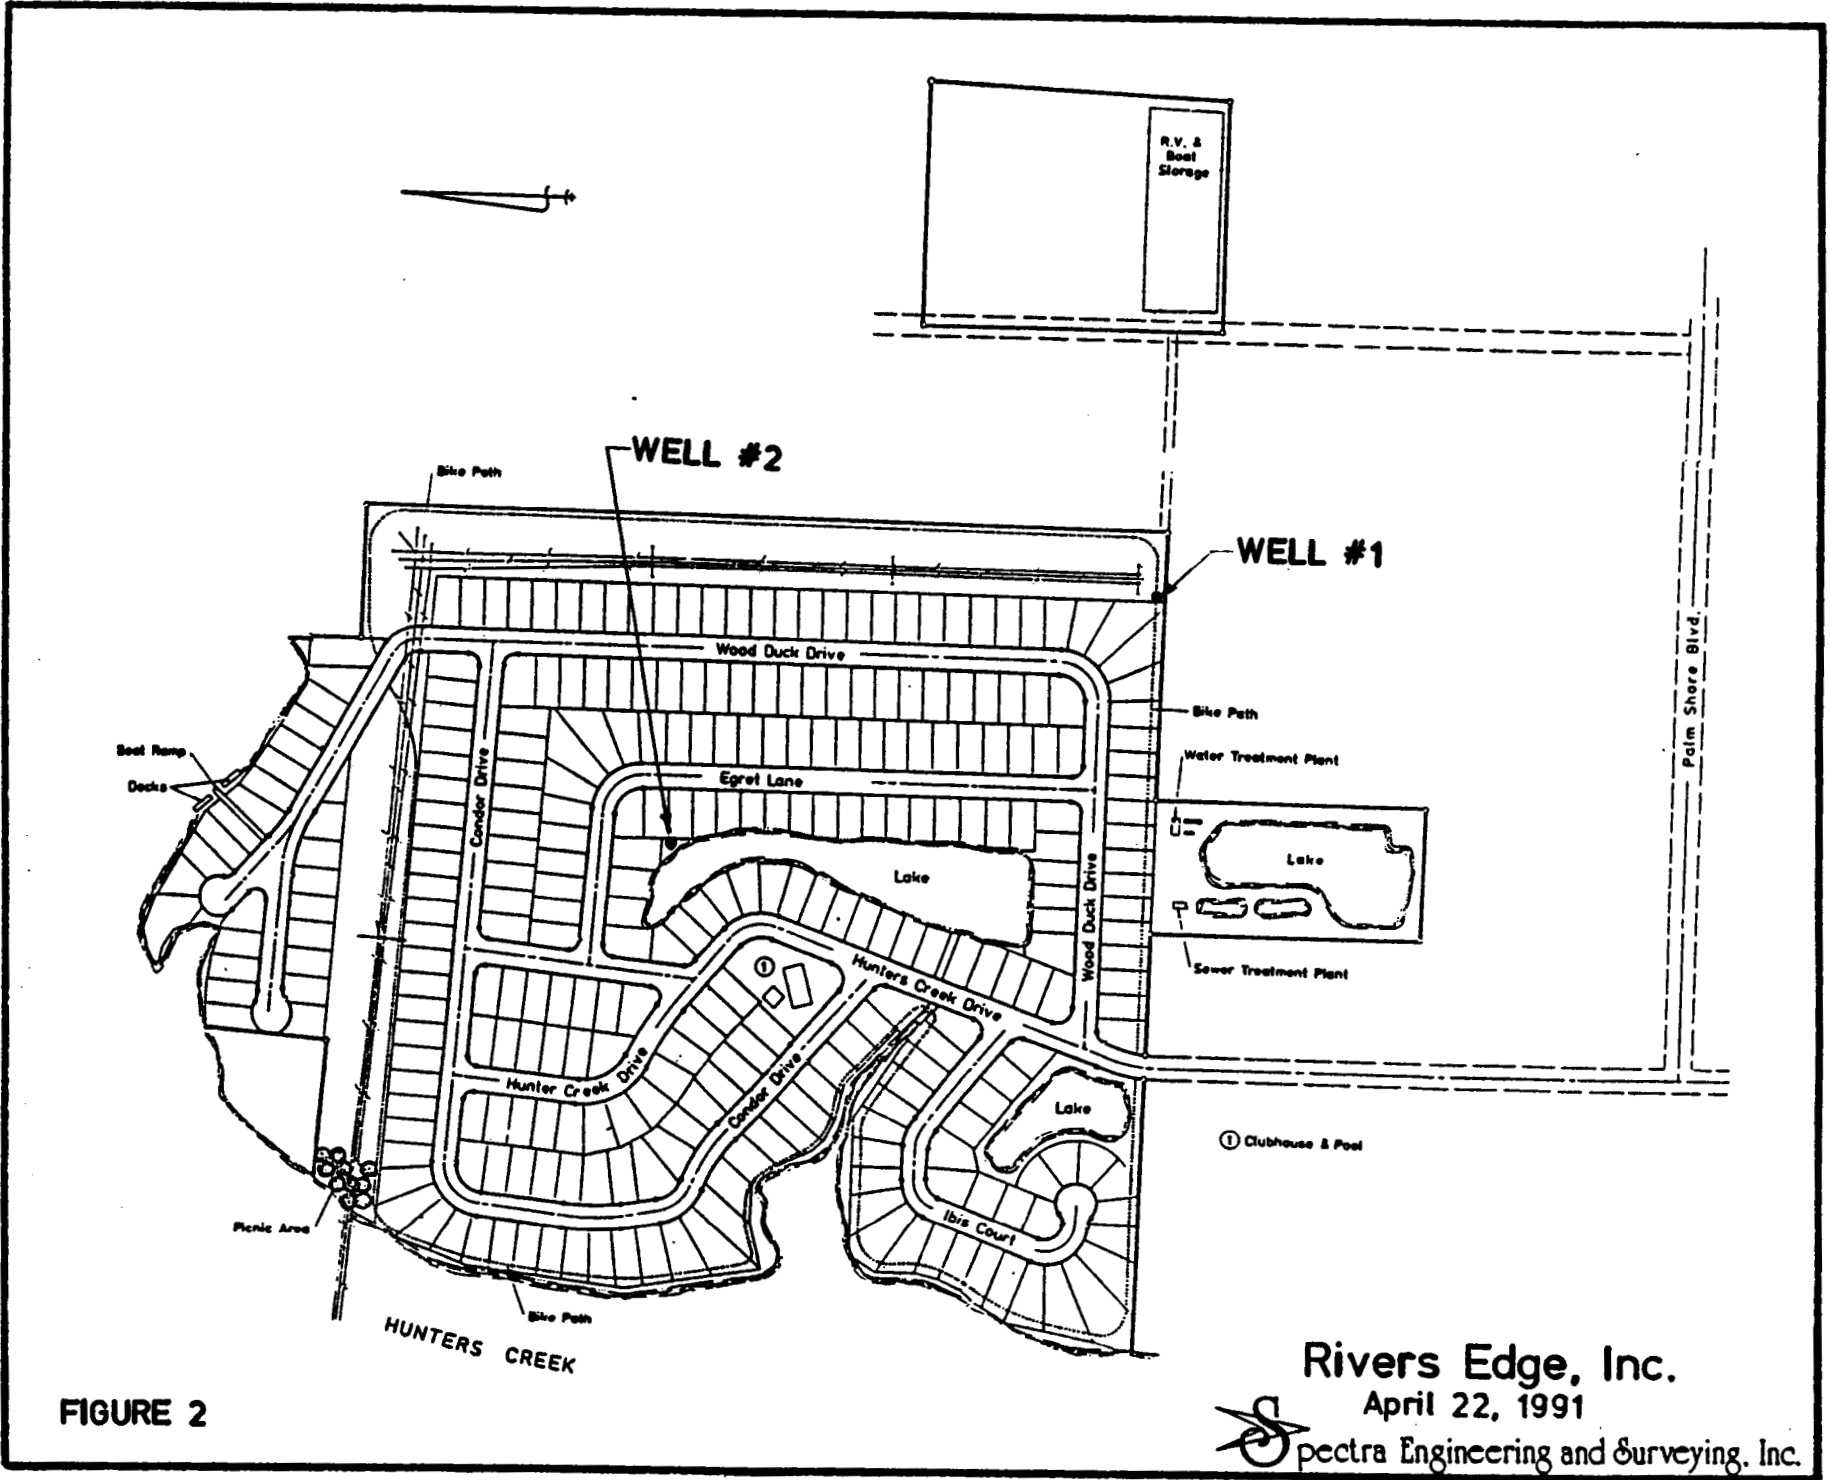 R.V. &
Boat
Storage
WELL #2
Bike Path
WELL #1
Palm Shore Blvd.
Wood Duck Drive
Bike Path
Boat Ramp
Docks
Condor Drive
Egret Lane
Water Treatment Plant
Lake
Lake
Wood Duck Drive
Sewer Treatment Plant
1
Hunters Creek Drive
Hunter Creek Drive
Condor Drive
Lake
1 Clubhouse & Pool
Picnic Area
Ibis Court
Bike Path
HUNTERS CREEK
Rivers Edge, Inc.
April 22, 1991
Spectra Engineering and Surveying, Inc.
FIGURE 2